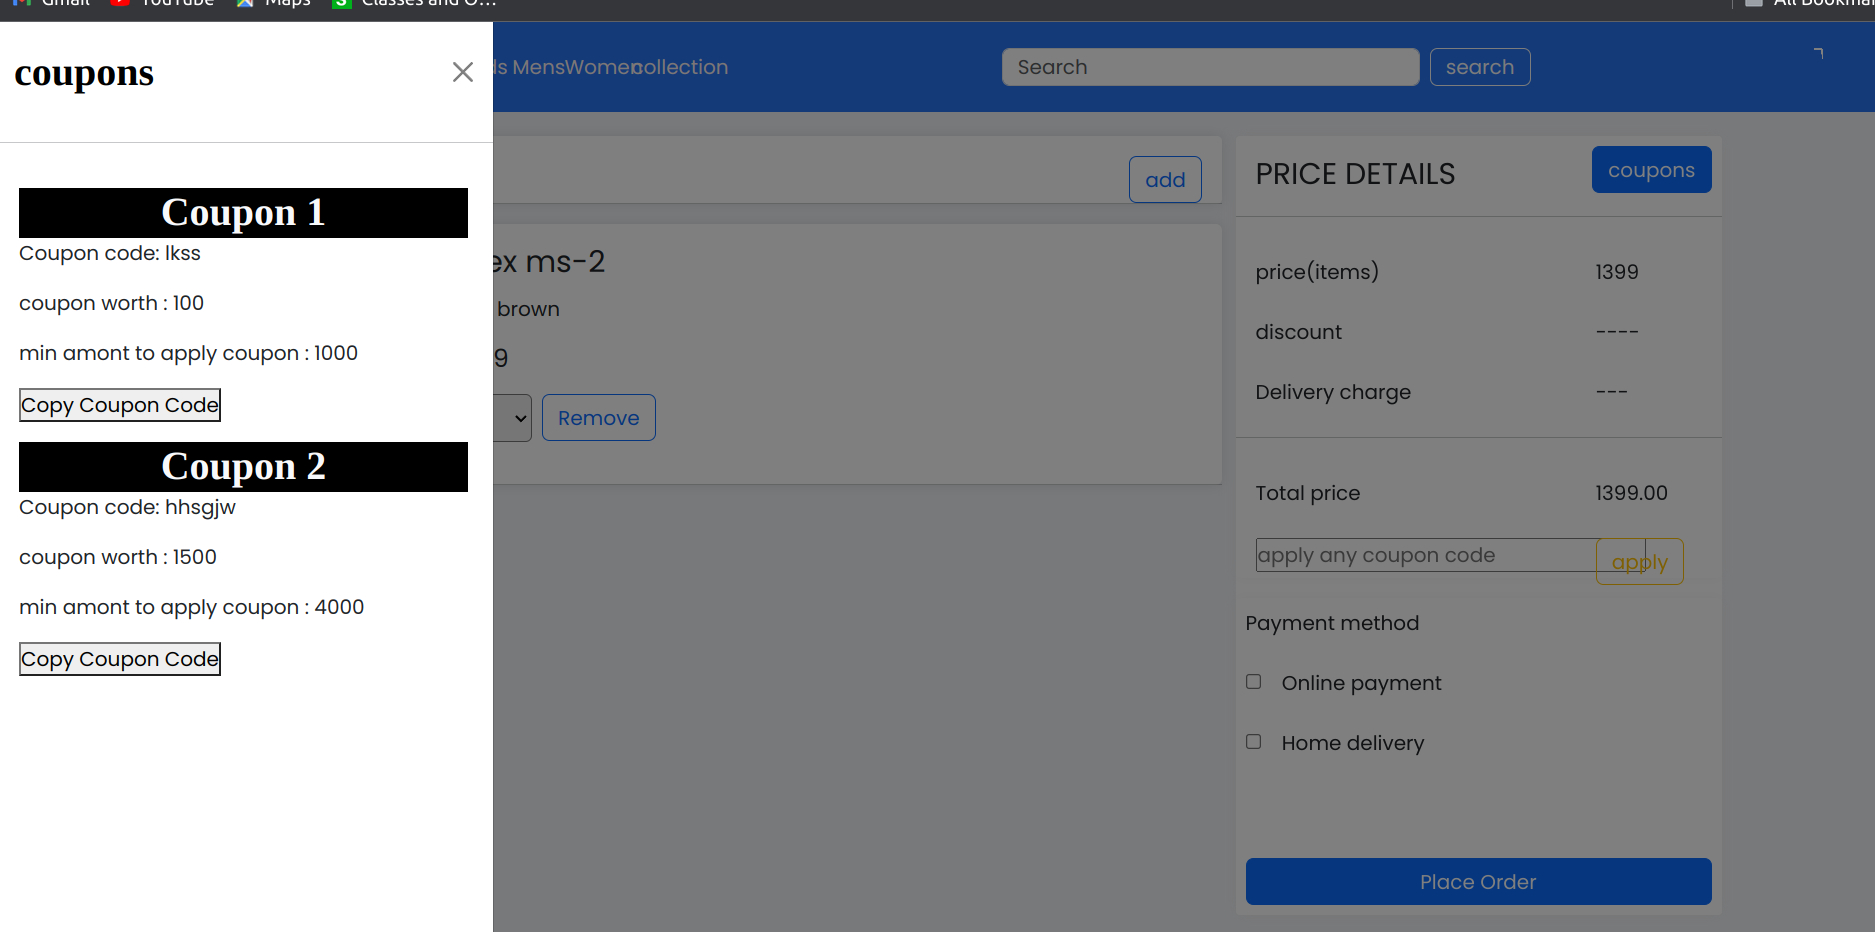 Gmail YouTube Maps Classes and O... All Bookmar
coupons
Coupon 1
Coupon code: lkss
coupon worth : 100
min amont to apply coupon : 1000
Copy Coupon Code
Coupon 2
Coupon code: hhsgjw
coupon worth : 1500
min amont to apply coupon : 4000
Copy Coupon Code
ds MensWomencollection
Search search
add
ex ms-2
brown
9
Remove
PRICE DETAILS coupons
price(items) 1399
discount ----
Delivery charge ---
Total price 1399.00
apply any coupon code apply
Payment method
Online payment
Home delivery
Place Order